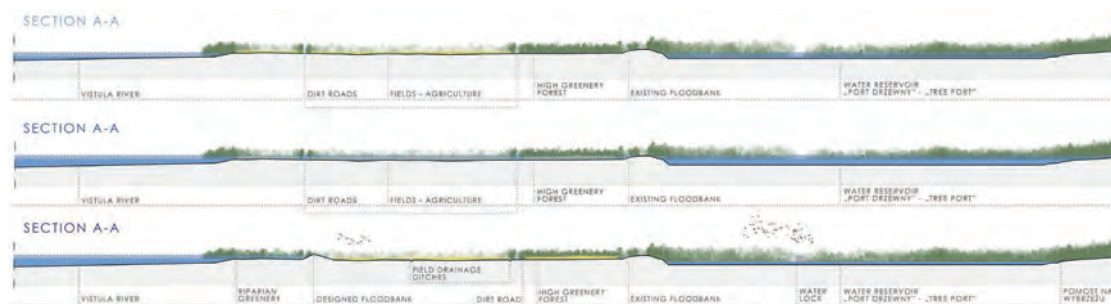 SECTION A-A
VISTULA RIVER
DIRT ROADS
FIELDS - AGRICULTURE
HIGH GREENERY
FOREST
EXISTING FLOODBANK
WATER RESERVOIR
„PORT DRZEWNY” - „TREE PORT”
SECTION A-A
VISTULA RIVER
DIRT ROADS
FIELDS - AGRICULTURE
HIGH GREENERY
FOREST
EXISTING FLOODBANK
WATER RESERVOIR
„PORT DRZEWNY” - „TREE PORT”
SECTION A-A
VISTULA RIVER
RIPARIAN
GREENERY
DESIGNED FLOODBANK
FIELD DRAINAGE
DITCHES
DIRT ROAD
HIGH GREENERY
FOREST
EXISTING FLOODBANK
WATER
LOCK
WATER RESERVOIR
„PORT DRZEWNY” - „TREE PORT”
POMOST NA